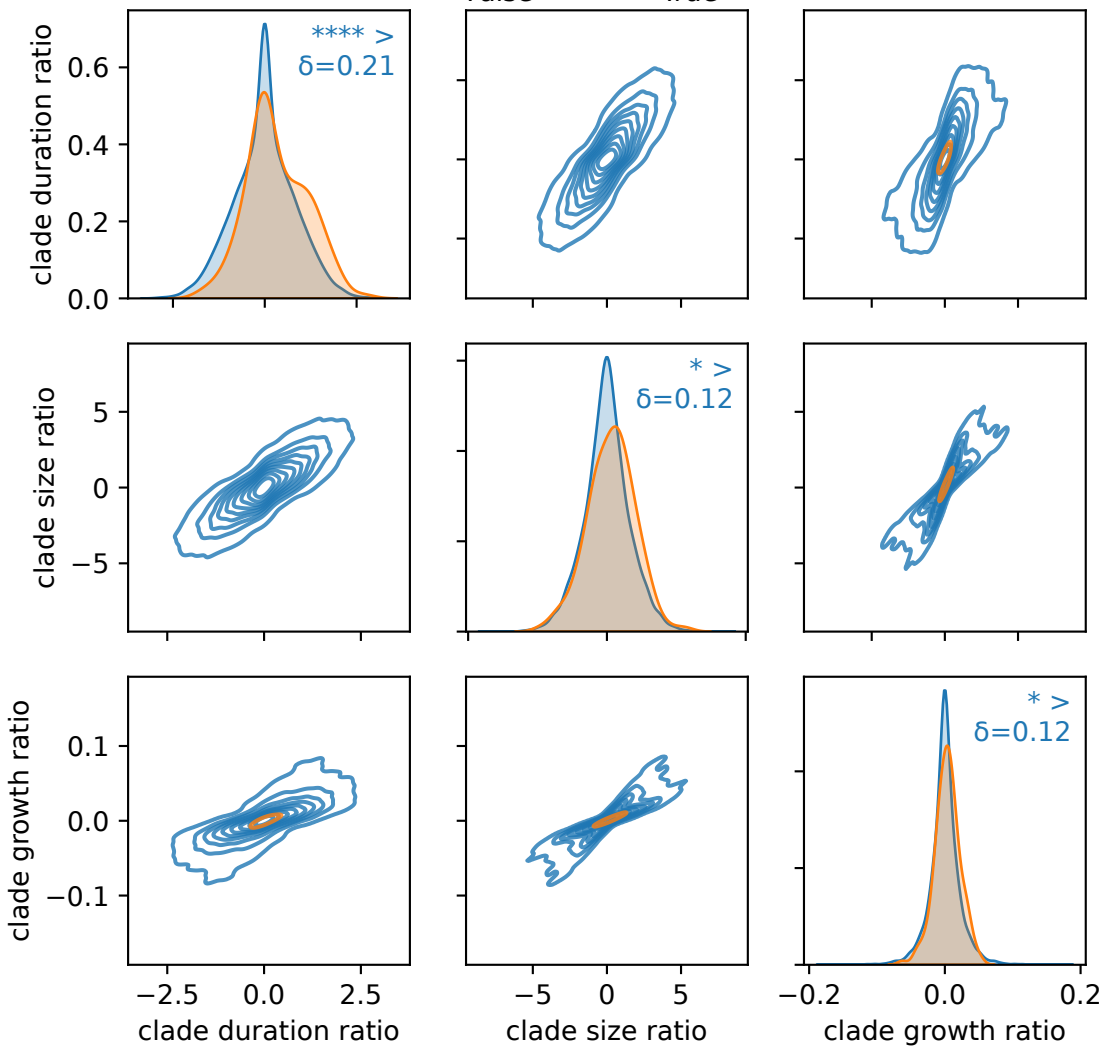 False True
**** >
δ=0.21
clade duration ratio
0.6
0.4
0.2
0.0
* >
δ=0.12
clade size ratio
5
0
−5
* >
δ=0.12
clade growth ratio
0.1
0.0
−0.1
−2.5 0.0 2.5
−5 0 5
−0.2 0.0 0.2
clade duration ratio
clade size ratio
clade growth ratio